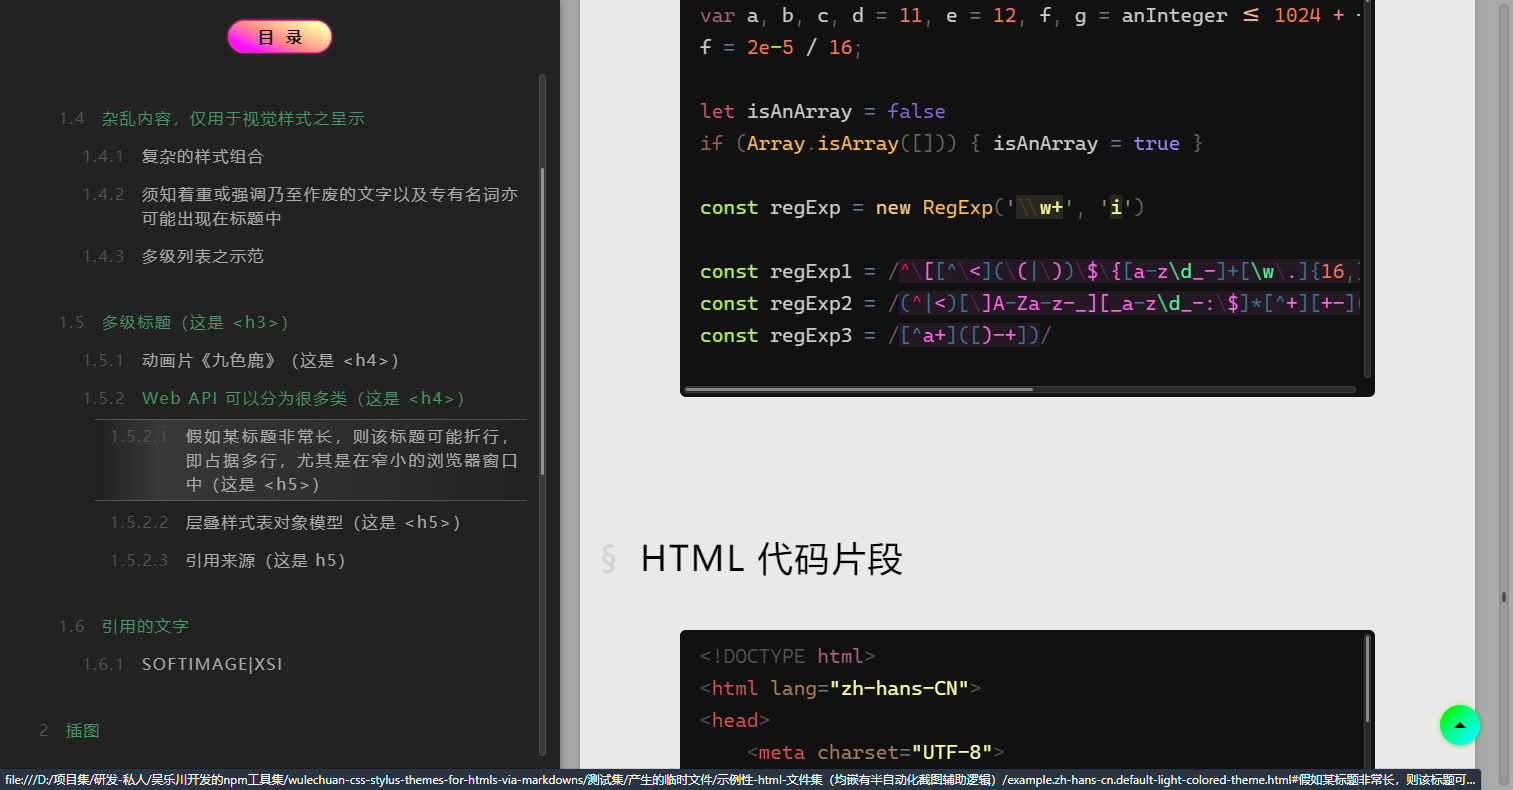 目 录
1.4 杂乱内容，仅用于视觉样式之呈示
1.4.1 复杂的样式组合
1.4.2 须知着重或强调乃至作废的文字以及专有名词亦
可能出现在标题中
1.4.3 多级列表之示范
1.5 多级标题（这是 <h3>）
1.5.1 动画片《九色鹿》（这是 <h4>）
1.5.2 Web API 可以分为很多类（这是 <h4>）
1.5.2.1 假如某标题非常长，则该标题可能折行，
即占据多行，尤其是在窄小的浏览器窗口
中（这是 <h5>）
1.5.2.2 层叠样式表对象模型（这是 <h5>）
1.5.2.3 引用来源（这是 h5）
1.6 引用的文字
1.6.1 SOFTIMAGE|XSI
2 插图
var a, b, c, d = 11, e = 12, f, g = anInteger ≤ 1024 +
f = 2e-5 / 16;
let isAnArray = false
if (Array.isArray([])) { isAnArray = true }
const regExp = new RegExp('\\w+', 'i')
const regExp1 = /^\[[^\<](\(|\))\$\{[a-z\d_-]+[\w\.]{16,}
const regExp2 = /(^|<)[\]A-Za-z-_][_a-z\d_-:\$]*[^+][+-](
const regExp3 = /[^a+]([)-+])/
§ HTML 代码片段
<!DOCTYPE html>
<html lang="zh-hans-CN">
<head>
<meta charset="UTF-8">
file:///D:/项目集/研发-私人/吴乐川开发的npm工具集/wulechuan-css-stylus-themes-for-htmls-via-markdowns/测试集/产生的临时文件/示例性-html-文件集（均嵌有半自动化截图辅助逻辑）/example.zh-hans-cn.default-light-colored-theme.html#假如某标题非常长，则该标题可...